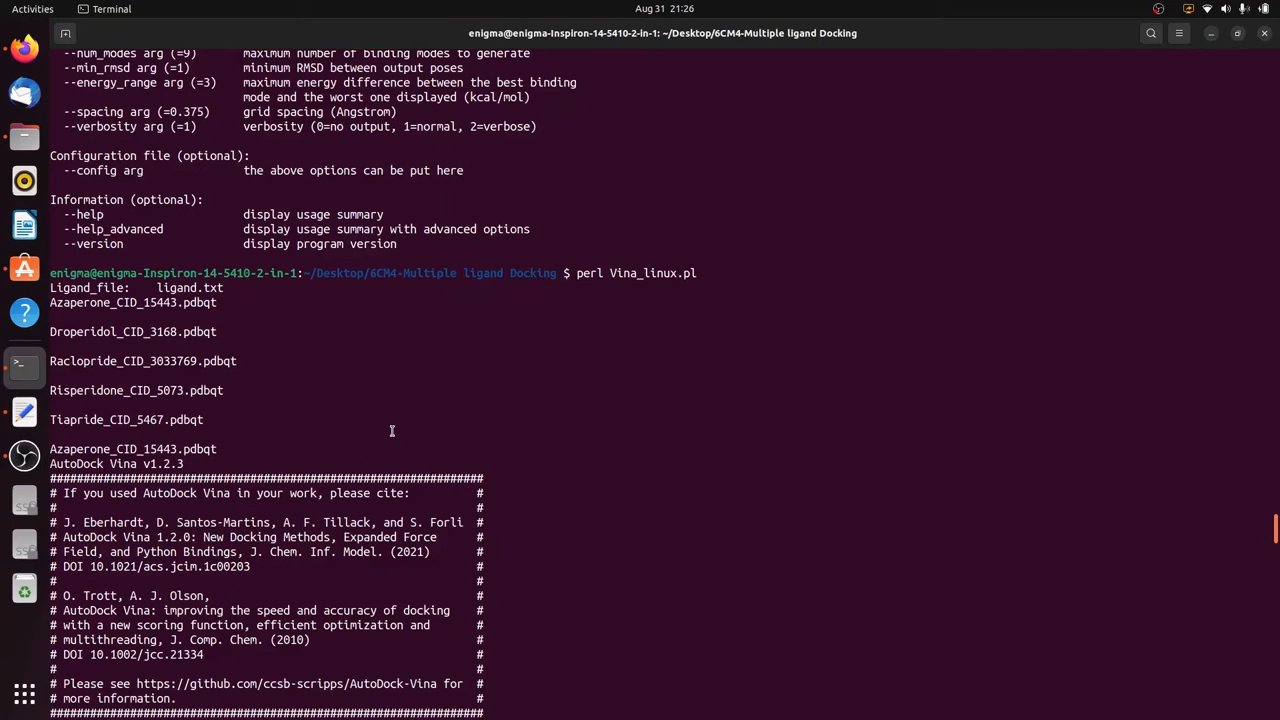 Activities
Terminal
Aug 31 21:26
enigma@enigma-Inspiron-14-5410-2-in-1: ~/Desktop/6CM4-Multiple ligand Docking
--num_modes arg (=9) maximum number of binding modes to generate
--min_rmsd arg (=1) minimum RMSD between output poses
--energy_range arg (=3) maximum energy difference between the best binding
mode and the worst one displayed (kcal/mol)
--spacing arg (=0.375) grid spacing (Angstrom)
--verbosity arg (=1) verbosity (0=no output, 1=normal, 2=verbose)
Configuration file (optional):
--config arg the above options can be put here
Information (optional):
--help display usage summary
--help_advanced display usage summary with advanced options
--version display program version
enigma@enigma-Inspiron-14-5410-2-in-1:~/Desktop/6CM4-Multiple ligand Docking $ perl Vina_linux.pl
Ligand_file: ligand.txt
Azaperone_CID_15443.pdbqt
Droperidol_CID_3168.pdbqt
Raclopride_CID_3033769.pdbqt
Risperidone_CID_5073.pdbqt
Tiapride_CID_5467.pdbqt
Azaperone_CID_15443.pdbqt
AutoDock Vina v1.2.3
#################################################################
# If you used AutoDock Vina in your work, please cite: #
# #
# J. Eberhardt, D. Santos-Martins, A. F. Tillack, and S. Forli #
# AutoDock Vina 1.2.0: New Docking Methods, Expanded Force #
# Field, and Python Bindings, J. Chem. Inf. Model. (2021) #
# DOI 10.1021/acs.jcim.1c00203 #
# #
# O. Trott, A. J. Olson, #
# AutoDock Vina: improving the speed and accuracy of docking #
# with a new scoring function, efficient optimization and #
# multithreading, J. Comp. Chem. (2010) #
# DOI 10.1002/jcc.21334 #
# #
# Please see https://github.com/ccsb-scripps/AutoDock-Vina for #
# more information. #
#################################################################